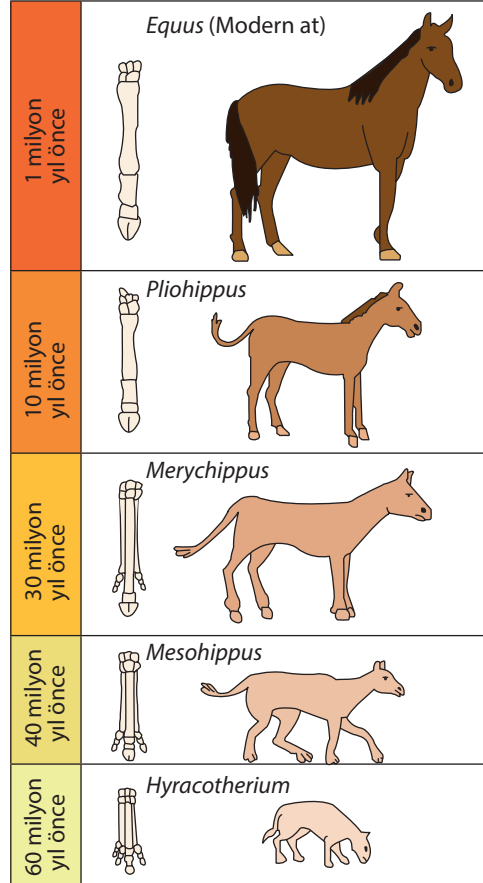 1 milyon
yıl önce
Equus (Modern at)
10 milyon
yıl önce
Pliohippus
30 milyon
yıl önce
Merychippus
40 milyon
yıl önce
Mesohippus
60 milyon
yıl önce
Hyracotherium